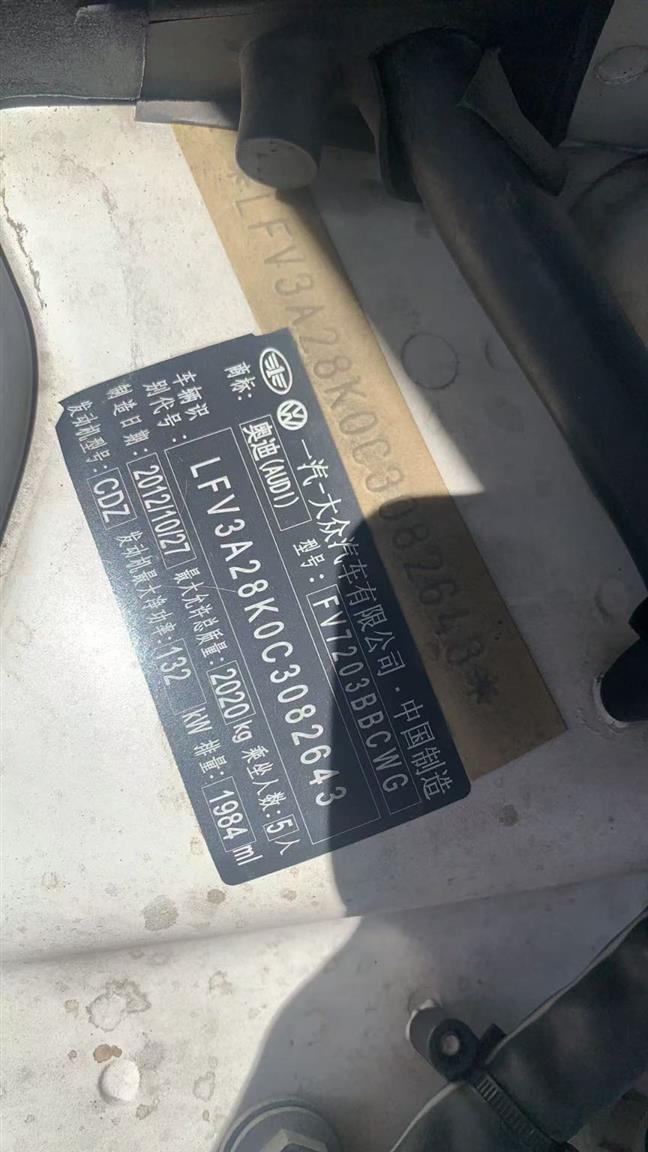 *LFV3A28K0C3082643*
一汽-大众汽车有限公司·中国制造
商标: 奥迪(AUDI) 型号: FV7203BBCWG
车辆识
别代号: LFV3A28K0C3082643
制造日期: 2012/10/27 最大允许总质量: 2020kg 乘坐人数: 5人
发动机型号: CDZ 发动机最大净功率: 132 kW 排量: 1984 ml